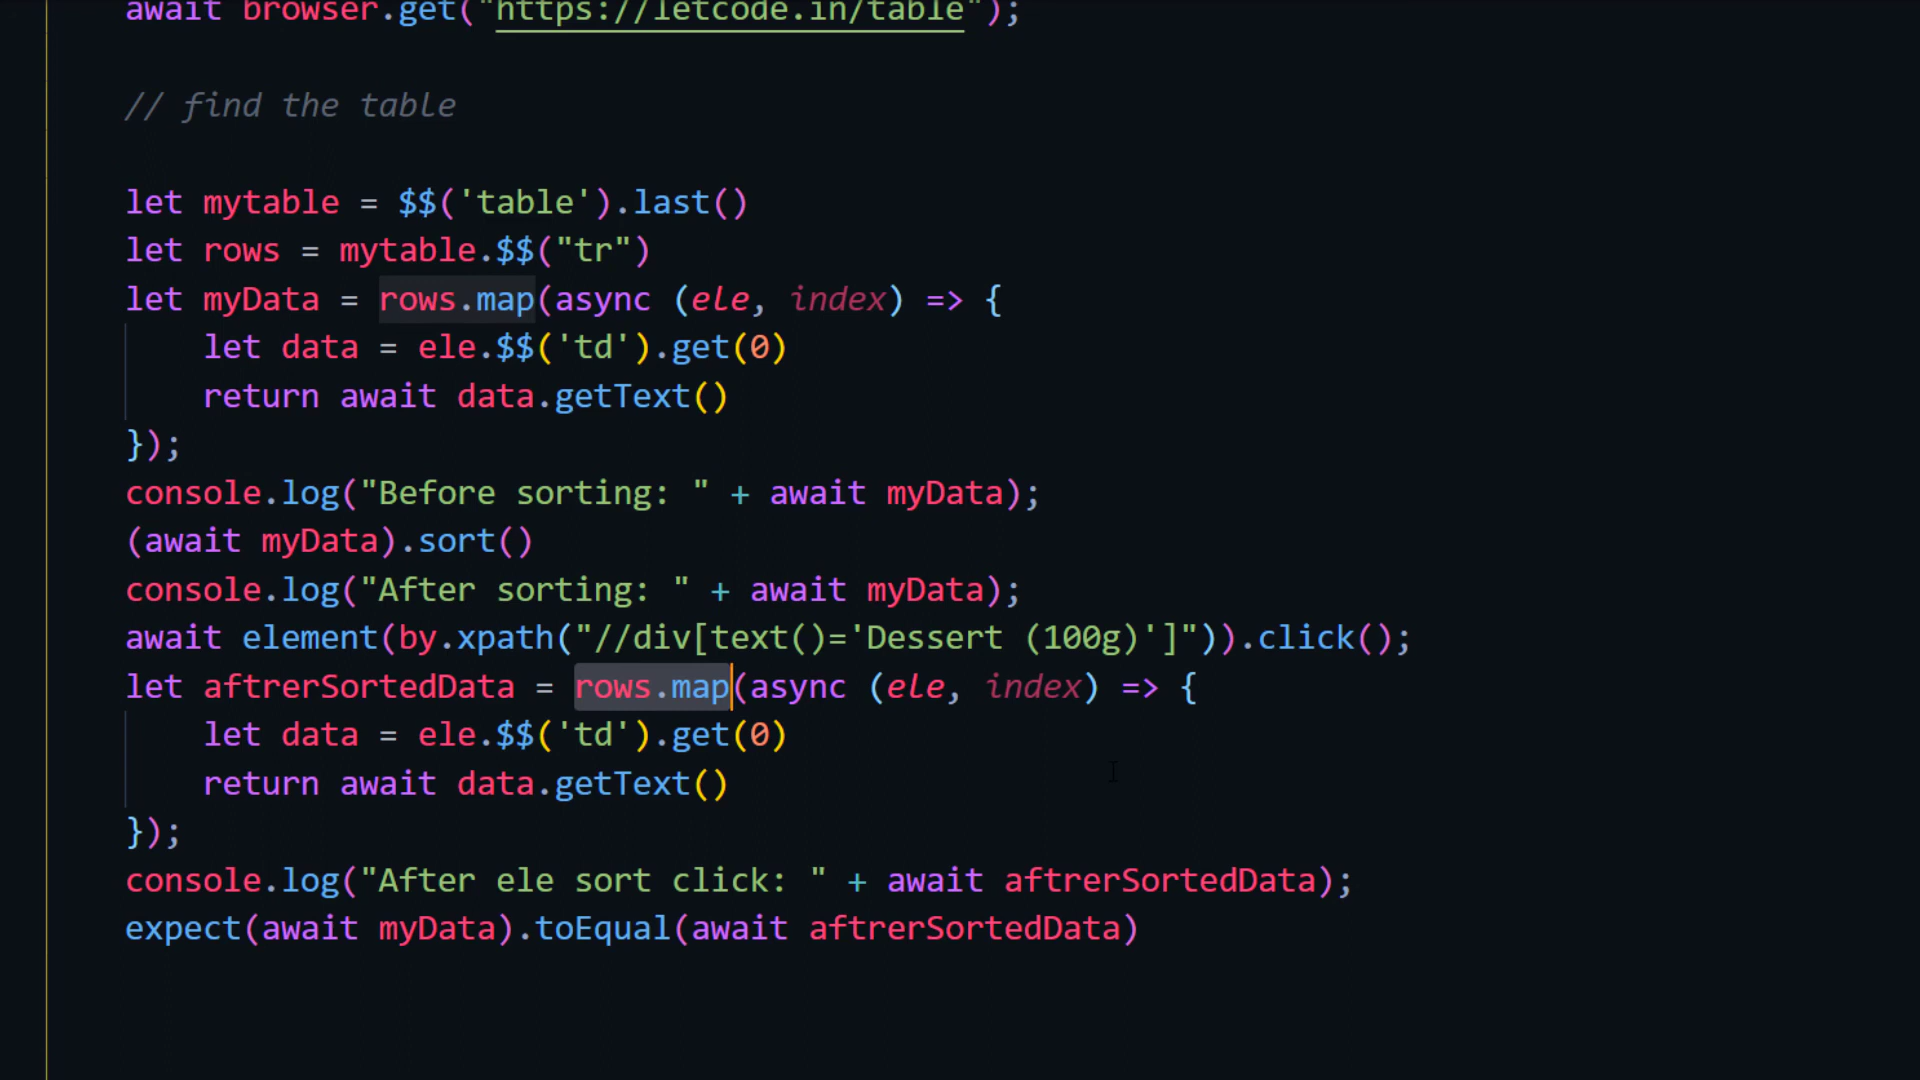 await browser.get("https://letcode.in/table");
// find the table
let mytable = $$('table').last()
let rows = mytable.$$("tr")
let myData = rows.map(async (ele, index) => {
let data = ele.$$('td').get(0)
return await data.getText()
});
console.log("Before sorting: " + await myData);
(await myData).sort()
console.log("After sorting: " + await myData);
await element(by.xpath("//div[text()='Dessert (100g)']")).click();
let aftrerSortedData = rows.map(async (ele, index) => {
let data = ele.$$('td').get(0)
return await data.getText()
});
console.log("After ele sort click: " + await aftrerSortedData);
expect(await myData).toEqual(await aftrerSortedData)